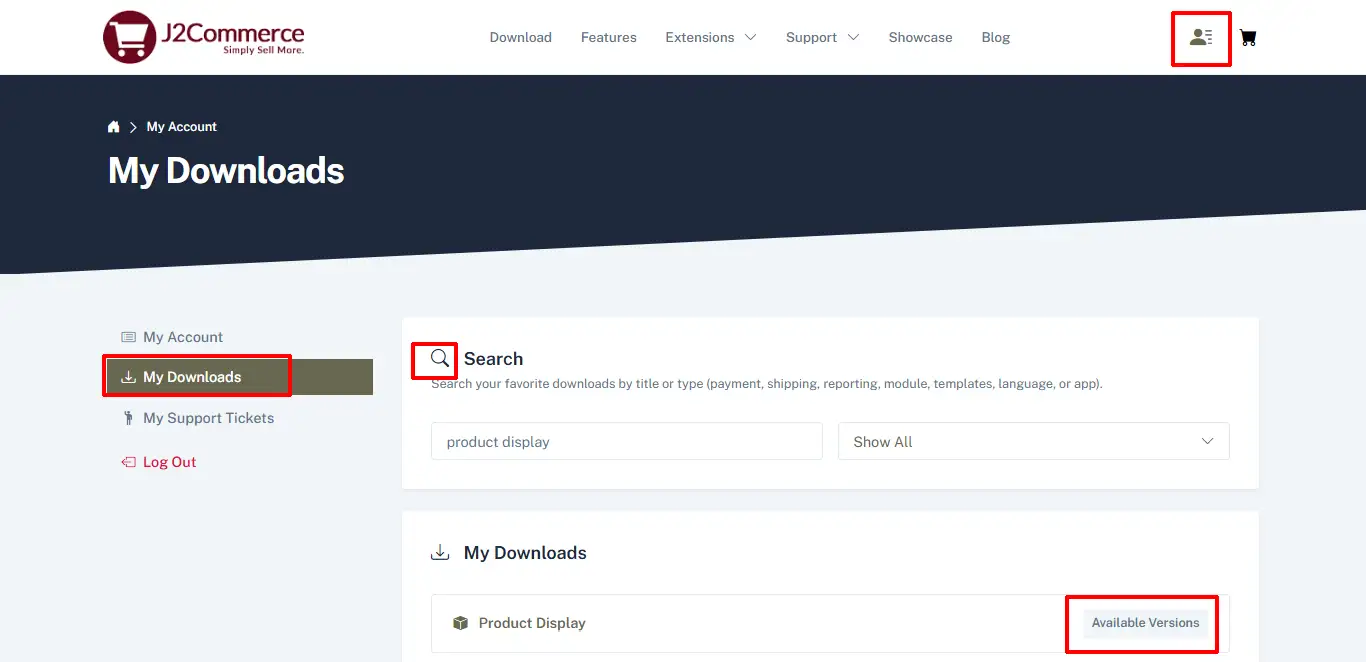 J2Commerce
Simply Sell More.
Download Features Extensions Support Showcase Blog
My Account
My Downloads
My Account
My Downloads
My Support Tickets
Log Out
Search
Search your favorite downloads by title or type (payment, shipping, reporting, module, templates, language, or app).
product display Show All
My Downloads
Product Display Available Versions